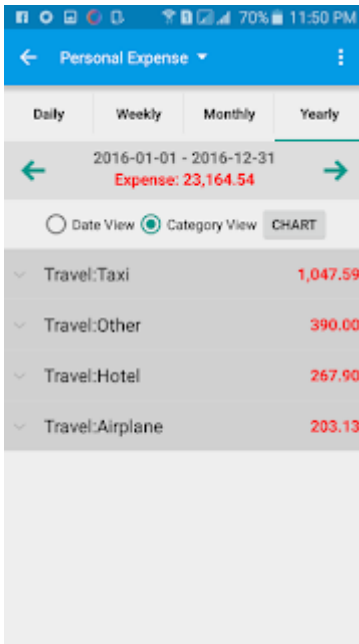 70% 11:50 PM
Personal Expense
Daily Weekly Monthly Yearly
2016-01-01 - 2016-12-31
Expense: 23,164.54
Date View Category View CHART
Travel:Taxi 1,047.59
Travel:Other 390.00
Travel:Hotel 267.90
Travel:Airplane 203.13